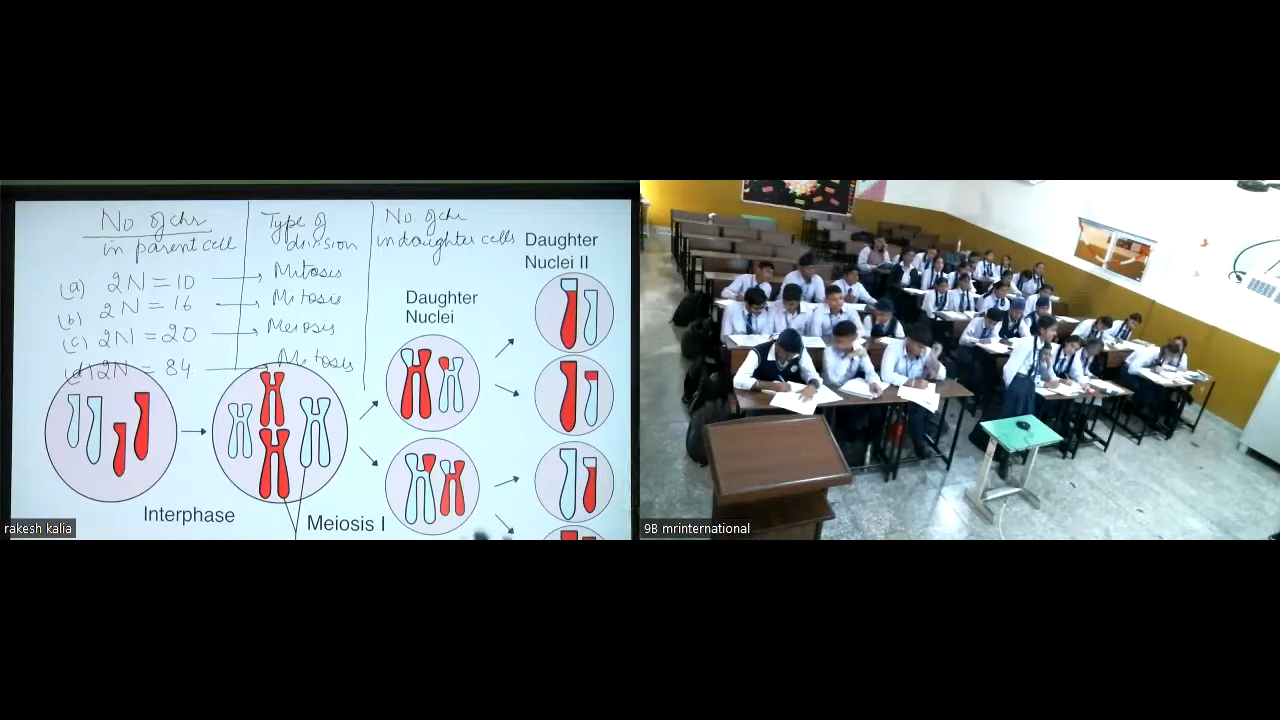 No of chr
in parent cell
Type of
division
No of chr
in daughter cells
(a) 2N = 10 → Mitosis
(b) 2N = 16 → Mitosis
(c) 2N = 20 → Meiosis
(d) 2N = 84 → Mitosis
Daughter
Nuclei
Daughter
Nuclei II
Interphase
Meiosis I
rakesh kalia
9B mrinternational